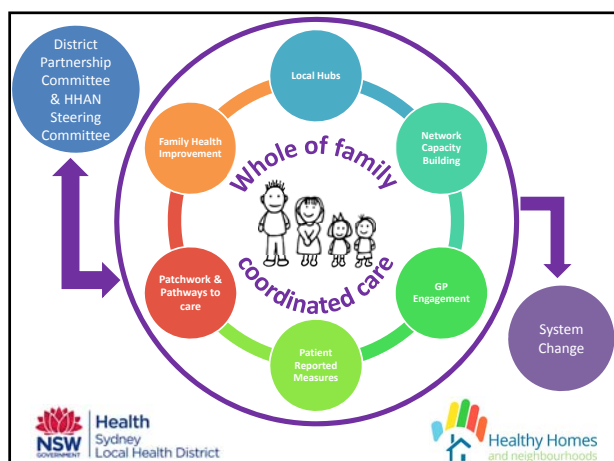 District
Partnership
Committee
& HHAN
Steering
Committee
Local Hubs
Family Health
Improvement
Network
Capacity
Building
Whole of family
coordinated care
Patchwork &
Pathways to
care
GP
Engagement
Patient
Reported
Measures
System
Change
NSW
GOVERNMENT
Health
Sydney
Local Health District
Healthy Homes
and neighbourhoods